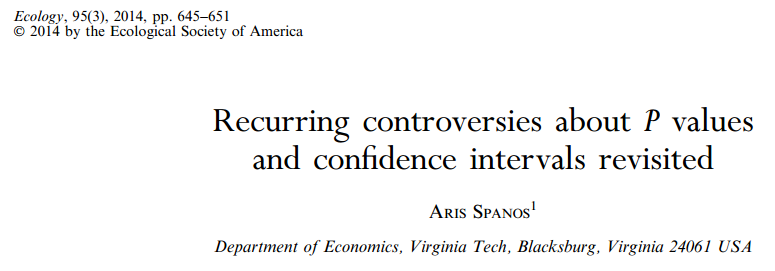 Ecology, 95(3), 2014, pp. 645–651
© 2014 by the Ecological Society of America
Recurring controversies about P values
and confidence intervals revisited
Aris Spanos1
Department of Economics, Virginia Tech, Blacksburg, Virginia 24061 USA